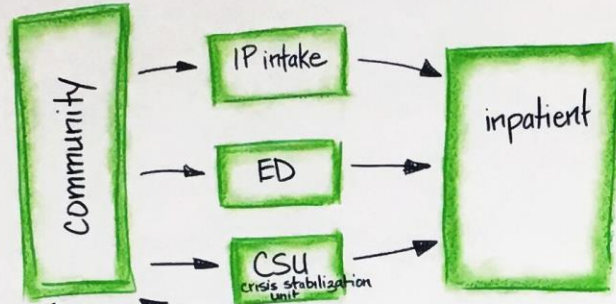 community
IP intake
ED
CSU
crisis stabilization
unit
inpatient